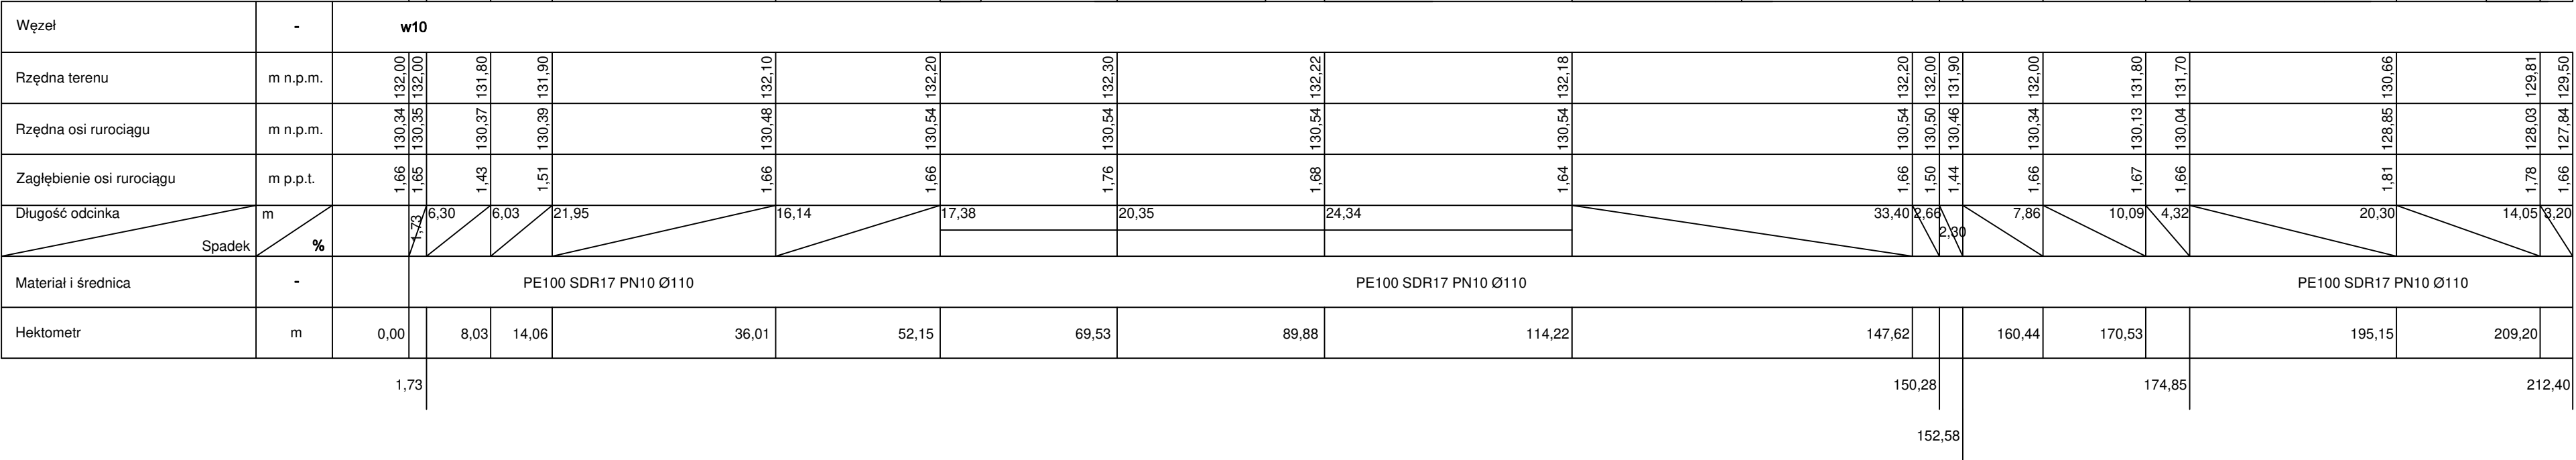 Węzeł - w10
Rzędna terenu m n.p.m. 132,00 132,00 131,80 131,90 132,10 132,20 132,30 132,22 132,18 132,20 132,00 131,90 132,00 131,80 131,70 130,66 129,81 129,50
Rzędna osi rurociągu m n.p.m. 130,34 130,35 130,37 130,39 130,48 130,54 130,54 130,54 130,54 130,54 130,50 130,46 130,34 130,13 130,04 128,85 128,03 127,84
Zagłębienie osi rurociągu m p.p.t. 1,66 1,65 1,43 1,51 1,66 1,66 1,76 1,68 1,64 1,66 1,50 1,44 1,66 1,67 1,66 1,81 1,78 1,66
Długość odcinka m 1,73 6,30 6,03 21,95 16,14 17,38 20,35 24,34 33,40 2,66 2,30 7,86 10,09 4,32 20,30 14,05 3,20
Spadek %
Materiał i średnica - PE100 SDR17 PN10 Ø110 PE100 SDR17 PN10 Ø110 PE100 SDR17 PN10 Ø110
Hektometr m 0,00 8,03 14,06 36,01 52,15 69,53 89,88 114,22 147,62 160,44 170,53 195,15 209,20
1,73 150,28 174,85 212,40
152,58